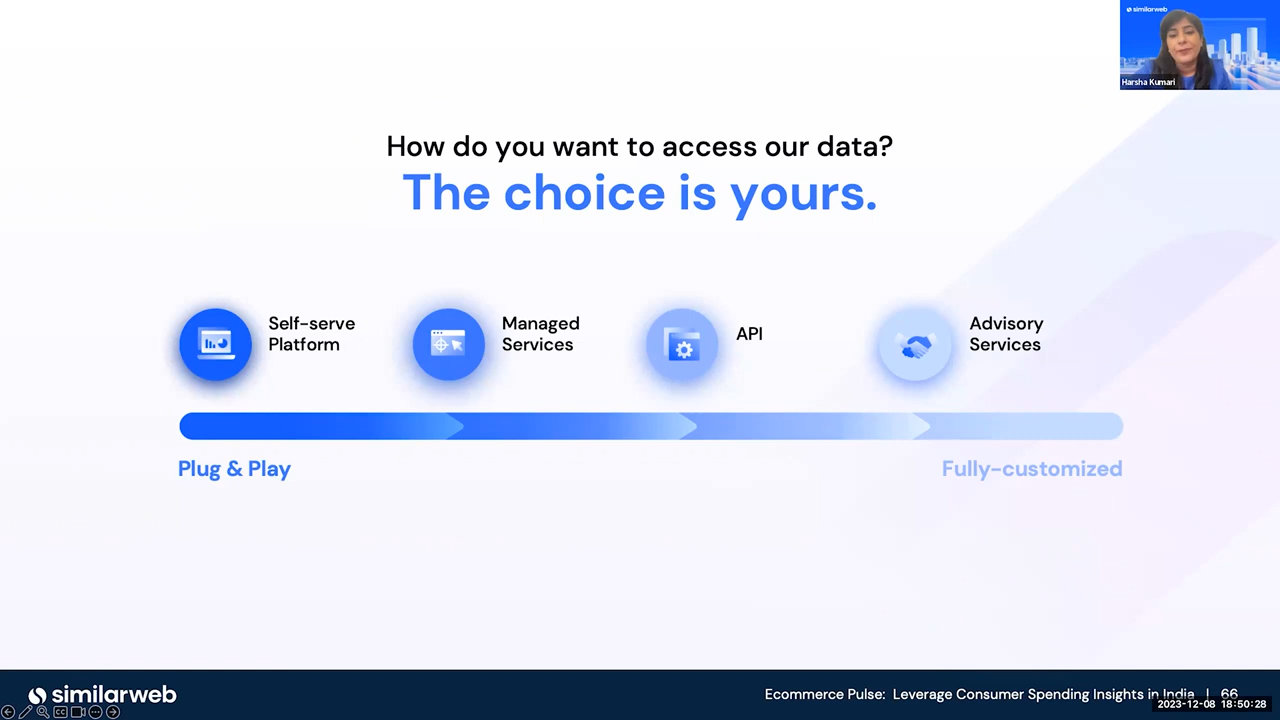 similarweb
Harsha Kumari
How do you want to access our data?
The choice is yours.
Self-serve
Platform
Managed
Services
API
Advisory
Services
Plug & Play
Fully-customized
similarweb
Ecommerce Pulse: Leverage Consumer Spending Insights in India | 66
CC
2023-12-08 18:50:28